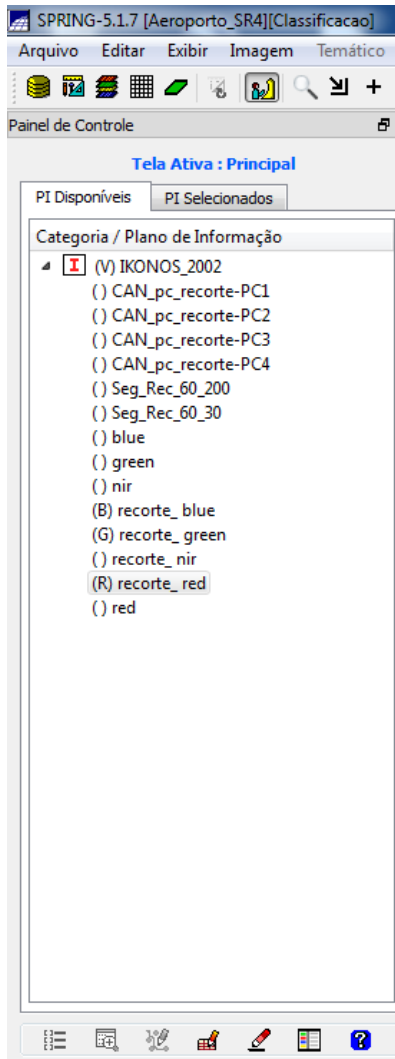 SPRING-5.1.7 [Aeroporto_SR4][Classificacao]
Arquivo Editar Exibir Imagem Temático
Painel de Controle
Tela Ativa : Principal
PI Disponíveis PI Selecionados
Categoria / Plano de Informação
I (V) IKONOS_2002
( ) CAN_pc_recorte-PC1
( ) CAN_pc_recorte-PC2
( ) CAN_pc_recorte-PC3
( ) CAN_pc_recorte-PC4
( ) Seg_Rec_60_200
( ) Seg_Rec_60_30
( ) blue
( ) green
( ) nir
(B) recorte_ blue
(G) recorte_ green
( ) recorte_ nir
(R) recorte_ red
( ) red